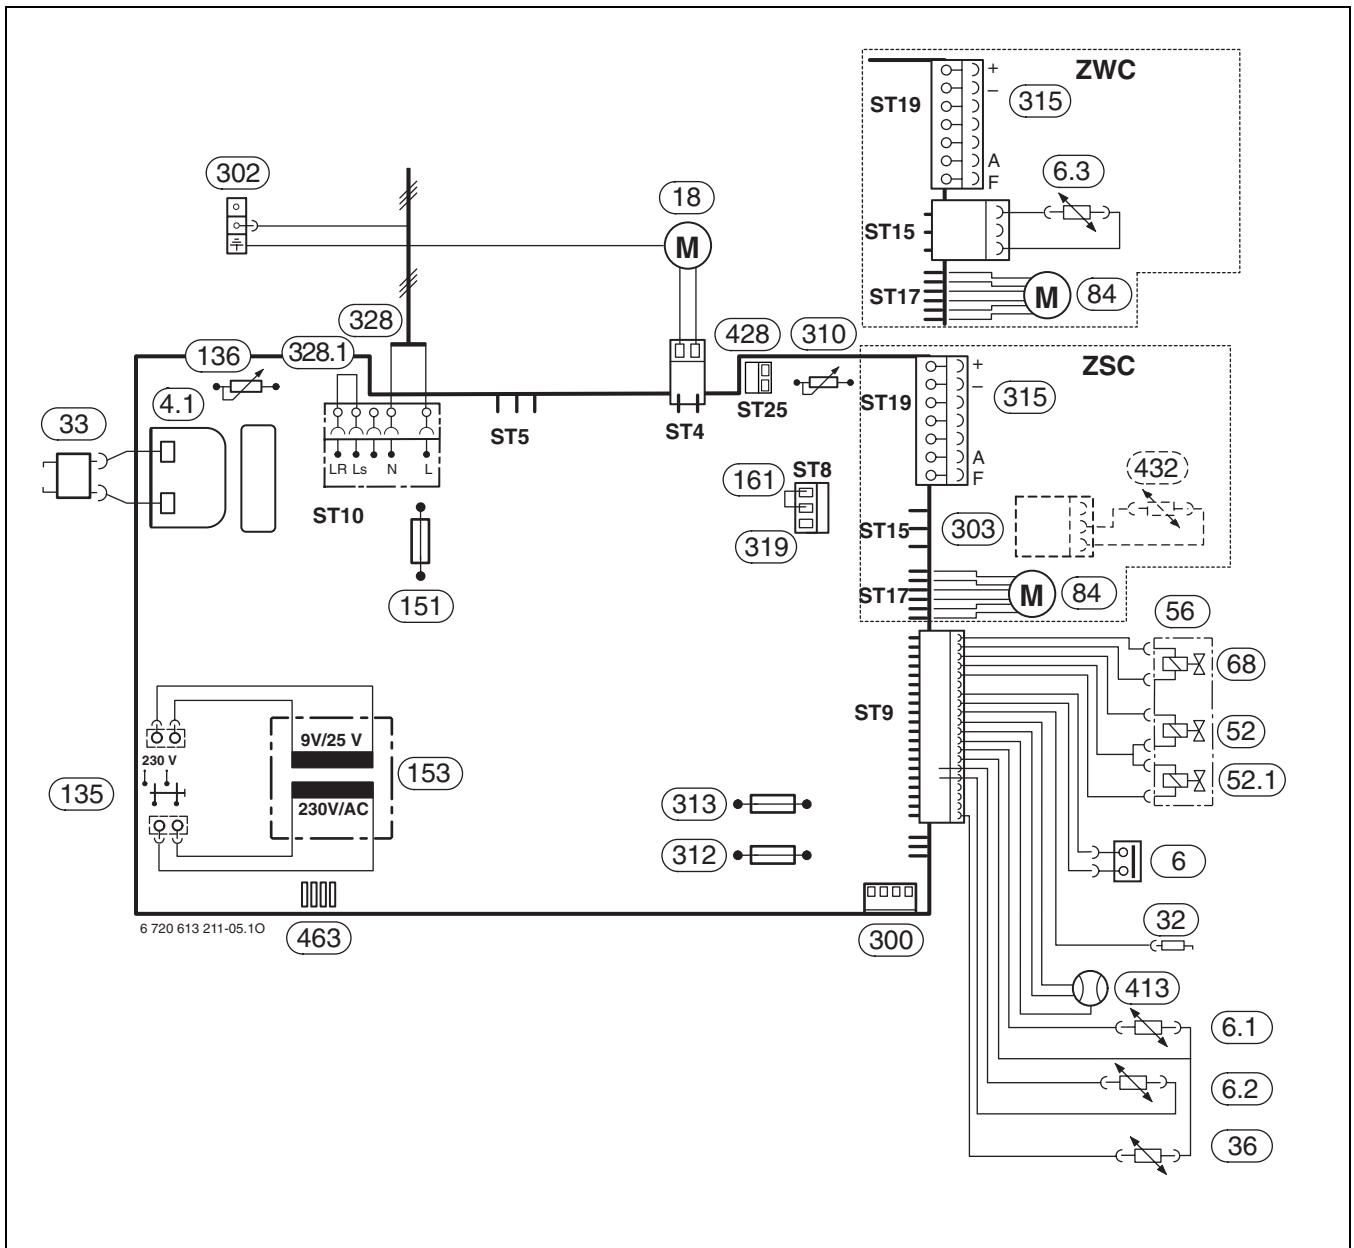 ZWC
+
–
ST19
315
A
F
6.3
ST15
ST17
M
84
302
18
M
328
428
310
136
328.1
ZSC
+
–
ST19
315
A
F
4.1
33
ST5
ST4
ST25
LR Ls N L
ST10
161
ST8
319
432
ST15
303
151
ST17
M
84
56
68
ST9
52
52.1
9V/25 V
230 V
153
135
230V/AC
313
312
6
463
300
32
6 720 613 211-05.1O
413
6.1
6.2
36